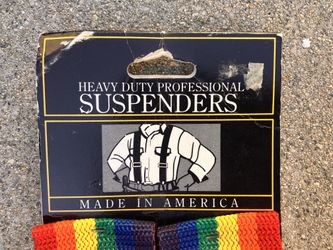 HEAVY DUTY PROFESSIONAL
SUSPENDERS
MADE IN AMERICA